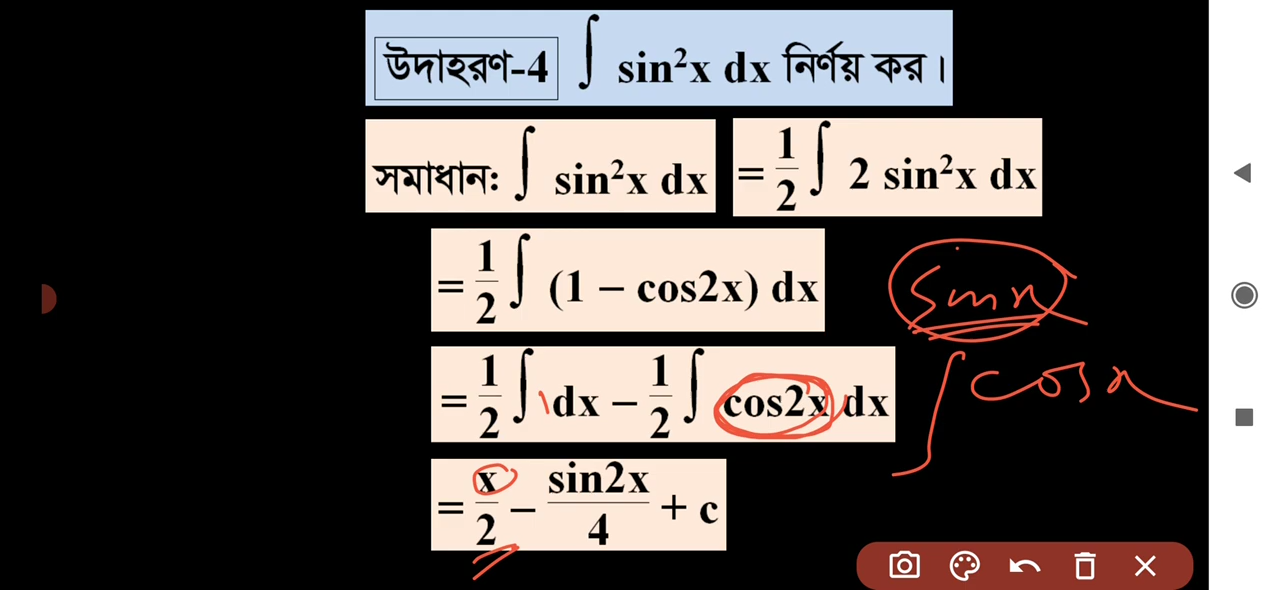 উদাহরণ-4 ∫ sin²x dx নির্ণয় কর।
সমাধানঃ ∫ sin²x dx = 1/2 ∫ 2 sin²x dx
= 1/2 ∫ (1 − cos2x) dx
sin x
= 1/2 ∫ 1 dx − 1/2 ∫ cos2x dx
∫ cos x
= x/2 − sin2x/4 + c